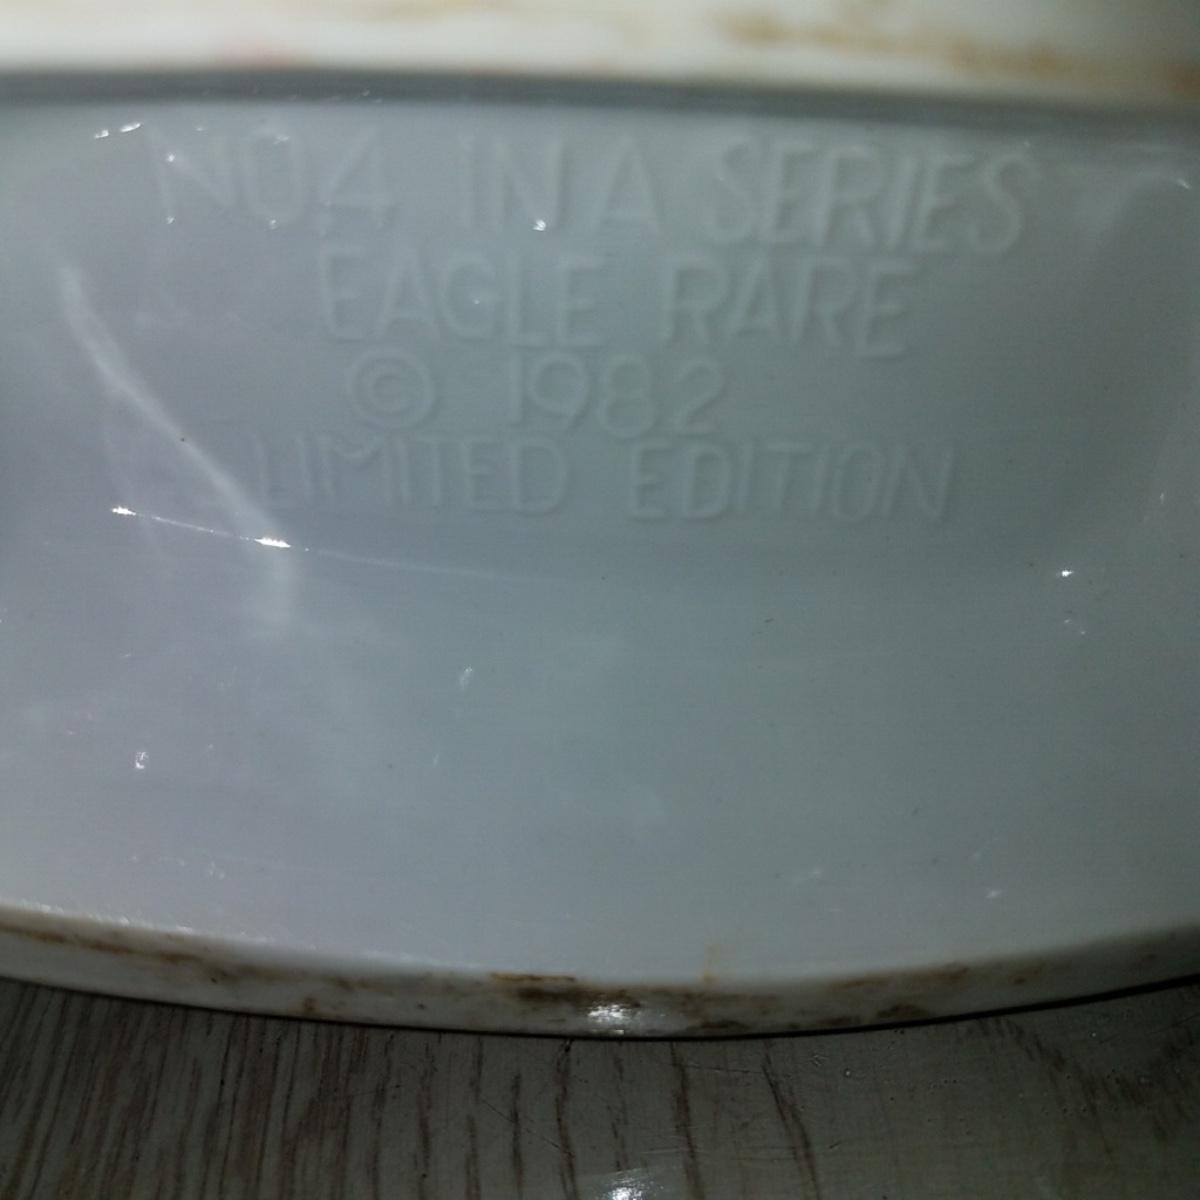 NO4 IN A SERIES
EAGLE RARE
© 1982
LIMITED EDITION